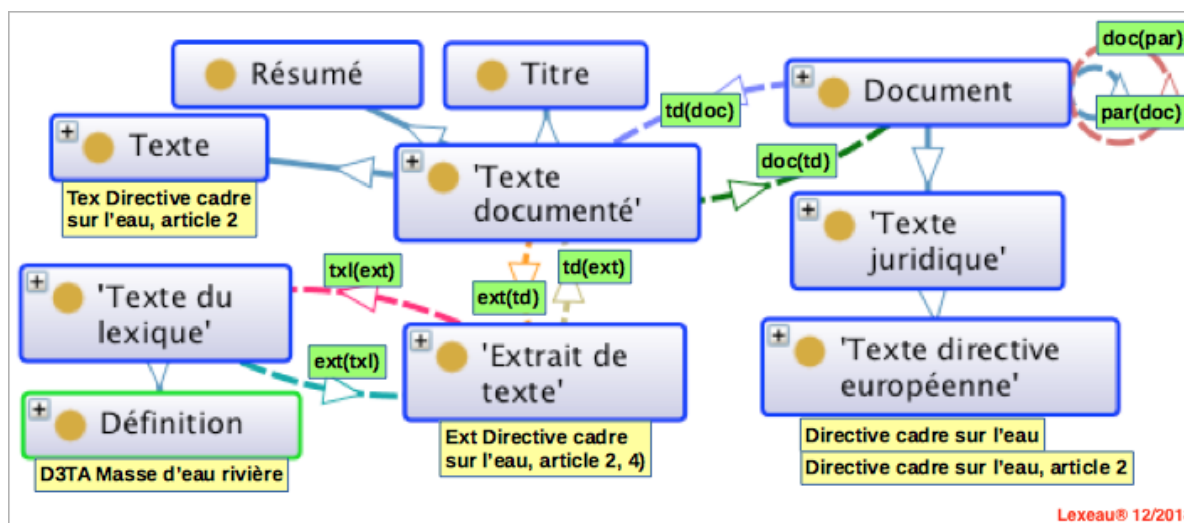 doc(par)
Résumé
Titre
Document
td(doc)
par(doc)
Texte
doc(td)
'Texte
documenté'
Tex Directive cadre
sur l'eau, article 2
'Texte
juridique'
txl(ext)
td(ext)
ext(td)
'Texte du
lexique'
'Extrait de
texte'
'Texte directive
européenne'
ext(txl)
Définition
Ext Directive cadre
sur l'eau, article 2, 4)
Directive cadre sur l'eau
Directive cadre sur l'eau, article 2
D3TA Masse d'eau rivière
Lexeau® 12/201